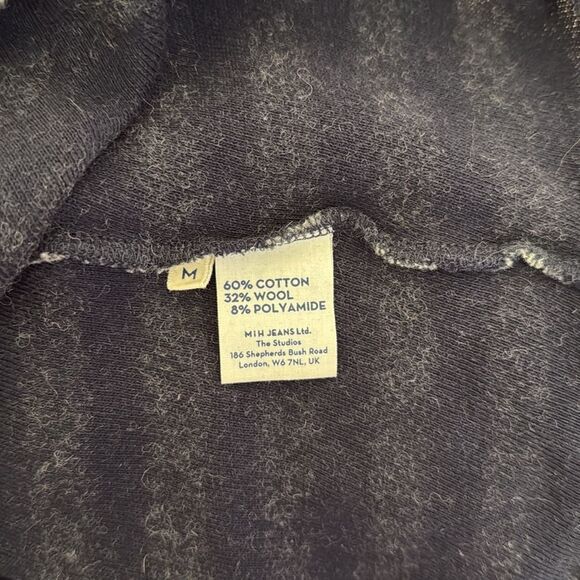 M
60% COTTON
32% WOOL
8% POLYAMIDE
M I H JEANS Ltd.
The Studios
186 Shepherds Bush Road
London, W6 7NL, UK